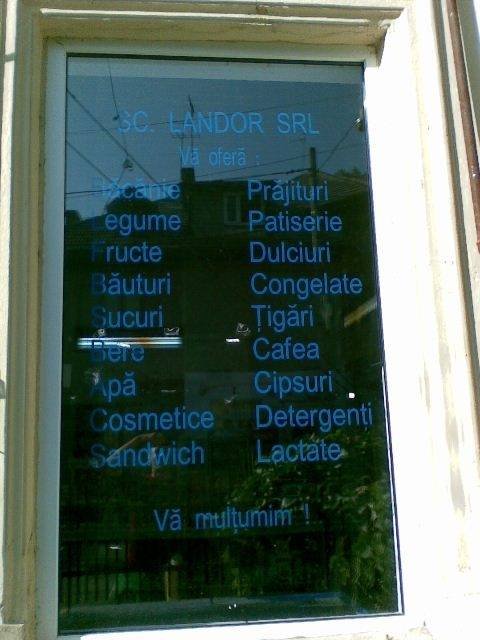 SC. LANDOR SRL
Vă oferă :
Băcănie Prăjituri
Legume Patiserie
Fructe Dulciuri
Băuturi Congelate
Sucuri Țigări
Bere Cafea
Apă Cipsuri
Cosmetice Detergenti
Sandwich Lactate
Vă mulțumim !